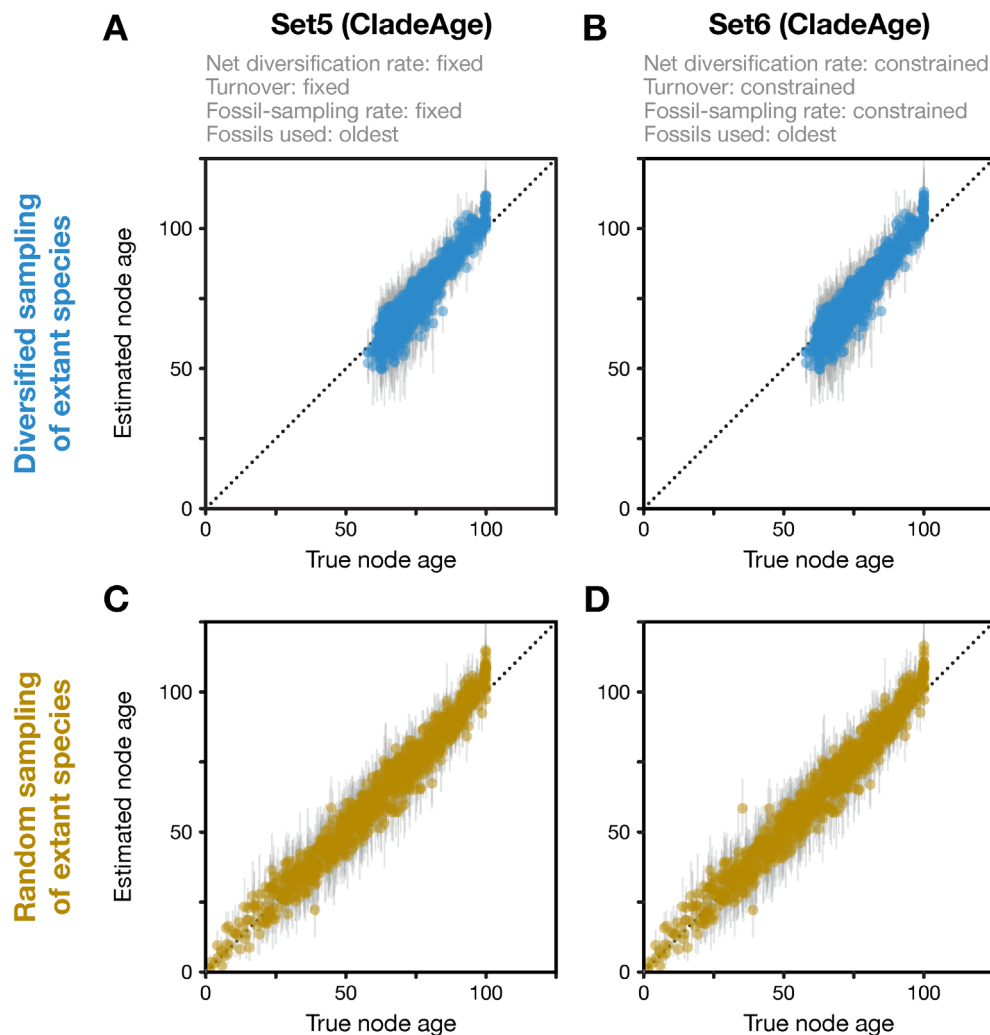 A
Set5 (CladeAge)
Net diversification rate: fixed
Turnover: fixed
Fossil-sampling rate: fixed
Fossils used: oldest
B
Set6 (CladeAge)
Net diversification rate: constrained
Turnover: constrained
Fossil-sampling rate: constrained
Fossils used: oldest
Diversified sampling
of extant species
Estimated node age
100
50
0
0
50
100
True node age
100
50
0
0
50
100
True node age
C
D
Random sampling
of extant species
Estimated node age
100
50
0
0
50
100
True node age
Estimated node age
100
50
0
0
50
100
True node age